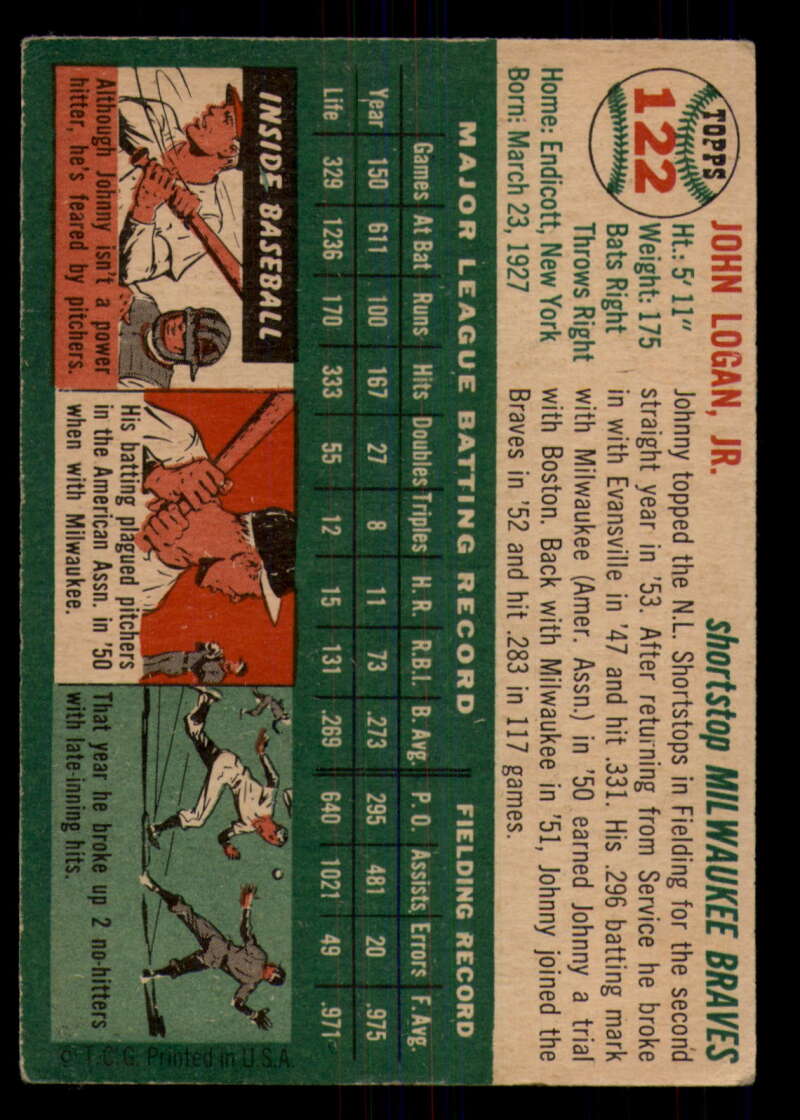 TOPPS
122
JOHN LOGAN, JR.
shortstop MILWAUKEE BRAVES
Ht.: 5' 11"
Weight: 175
Bats Right
Throws Right
Home: Endicott, New York
Born: March 23, 1927
Johnny topped the N.L. Shortstops in Fielding for the second
straight year in '53. After returning from Service he broke
in with Evansville in '47 and hit .331. His .296 batting mark
with Milwaukee (Amer. Assn.) in '50 earned Johnny a trial
with Boston. Back with Milwaukee in '51, Johnny joined the
Braves in '52 and hit .283 in 117 games.
MAJOR LEAGUE BATTING RECORD FIELDING RECORD
Games At Bat Runs Hits Doubles Triples H. R. R.B.I. B. Avg. P. O. Assists Errors F. Avg.
Year 150 611 100 167 27 8 11 73 .273 295 481 20 .975
Life 329 1236 170 333 55 12 15 131 .269 640 1021 49 .971
INSIDE BASEBALL
Although Johnny isn't a power
hitter, he's feared by pitchers.
His batting plagued pitchers
in the American Assn. in '50
when with Milwaukee.
That year he broke up 2 no-hitters
with late-inning hits.
© T.C.G. Printed in U.S.A.